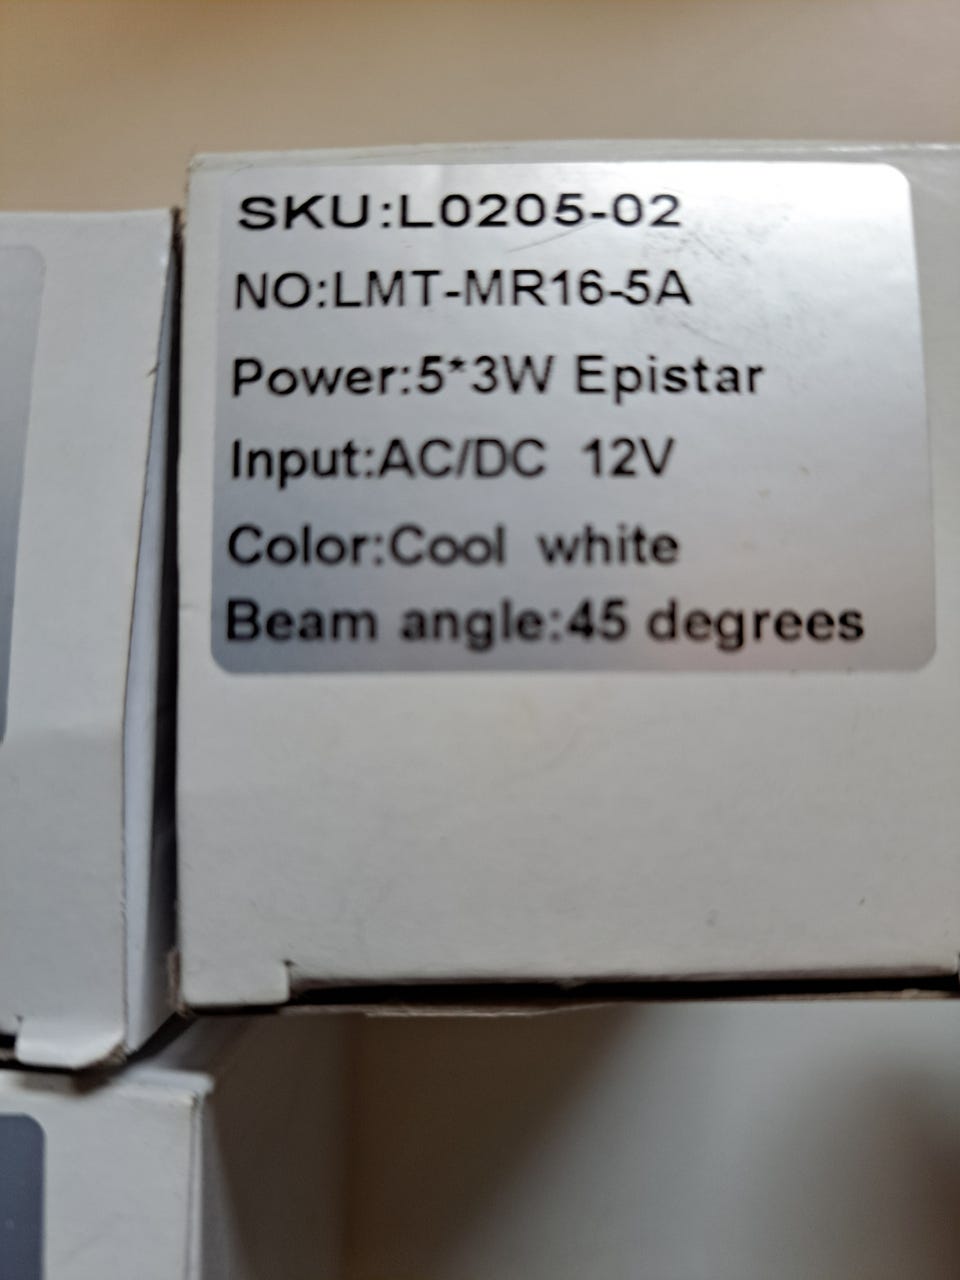 SKU:L0205-02
NO:LMT-MR16-5A
Power:5*3W Epistar
Input:AC/DC 12V
Color:Cool white
Beam angle:45 degrees